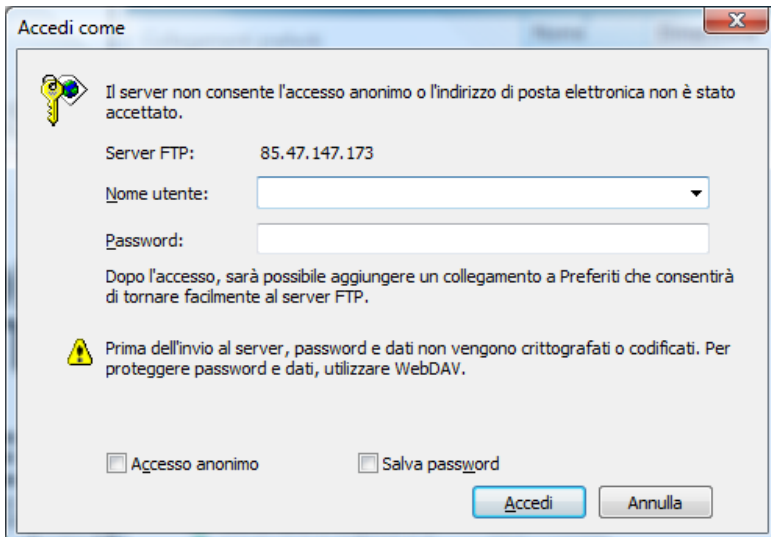 Accedi come
Il server non consente l'accesso anonimo o l'indirizzo di posta elettronica non è stato
accettato.
Server FTP: 85.47.147.173
Nome utente:
Password:
Dopo l'accesso, sarà possibile aggiungere un collegamento a Preferiti che consentirà
di tornare facilmente al server FTP.
Prima dell'invio al server, password e dati non vengono crittografati o codificati. Per
proteggere password e dati, utilizzare WebDAV.
Accesso anonimo Salva password
Accedi Annulla